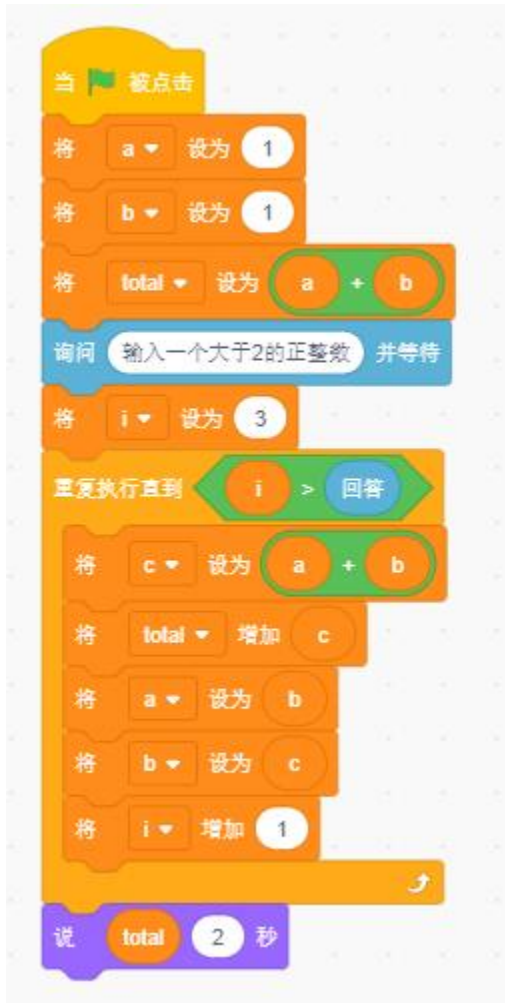 当 被点击
将 a 设为 1
将 b 设为 1
将 total 设为 a + b
询问 输入一个大于2的正整数 并等待
将 i 设为 3
重复执行直到 i > 回答
将 c 设为 a + b
将 total 增加 c
将 a 设为 b
将 b 设为 c
将 i 增加 1
说 total 2 秒